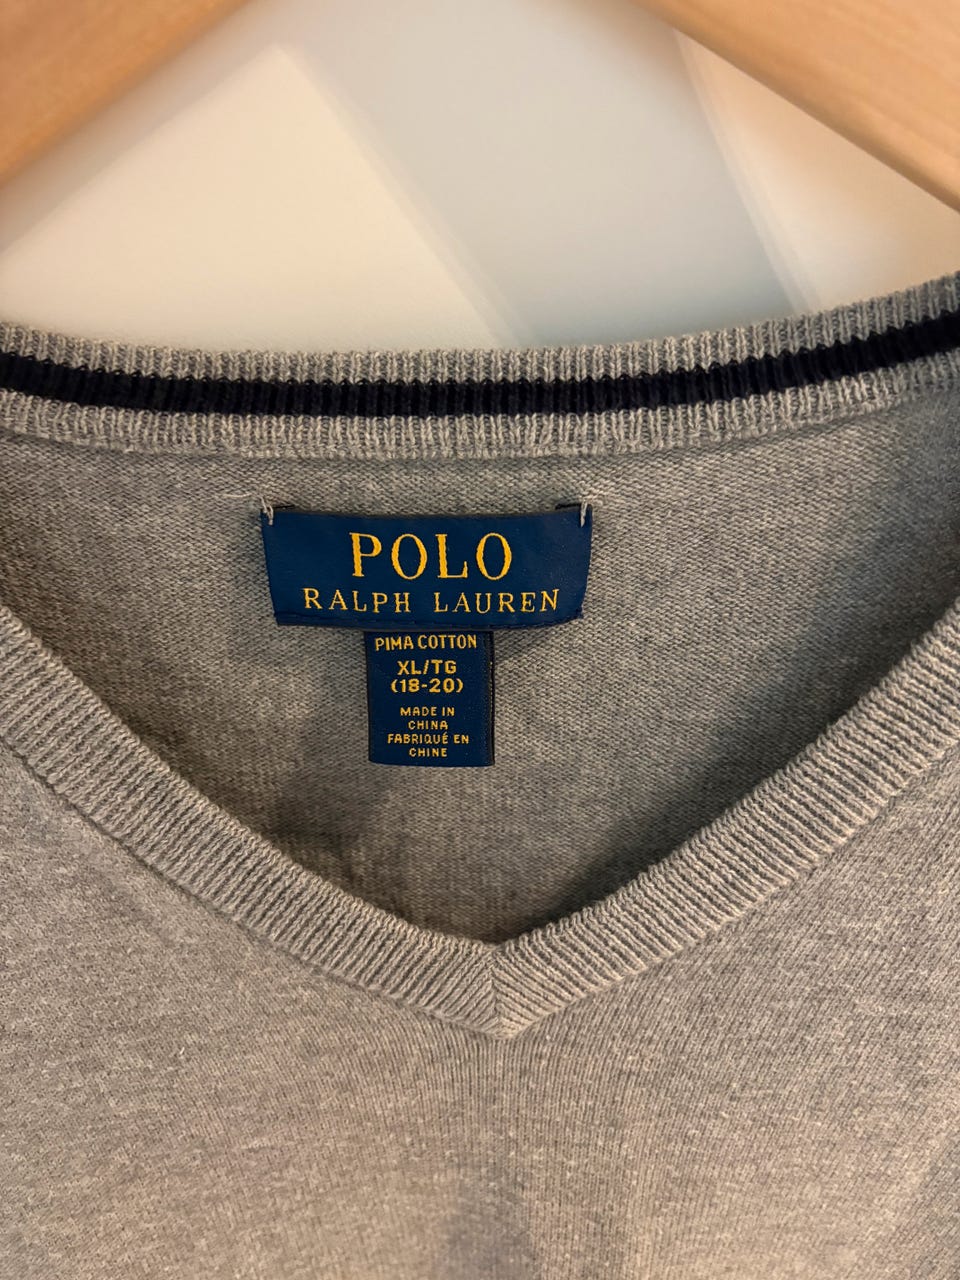 POLO
RALPH LAUREN
PIMA COTTON
XL/TG
(18-20)
MADE IN
CHINA
FABRIQUÉ EN
CHINE